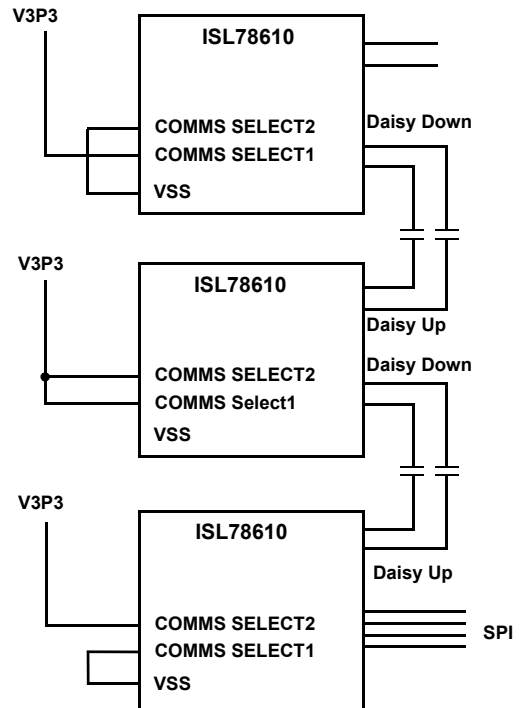 V3P3
ISL78610
COMMS SELECT2
COMMS SELECT1
VSS
Daisy Down
V3P3
ISL78610
Daisy Up
Daisy Down
COMMS SELECT2
COMMS Select1
VSS
V3P3
ISL78610
Daisy Up
COMMS SELECT2
COMMS SELECT1
VSS
SPI